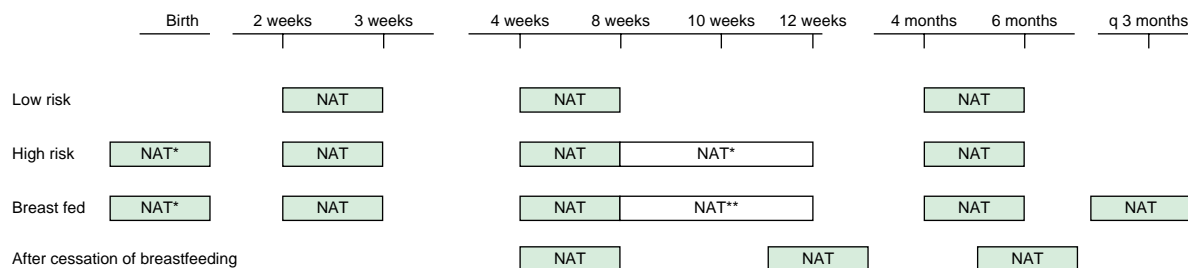 Birth 2 weeks 3 weeks 4 weeks 8 weeks 10 weeks 12 weeks 4 months 6 months q 3 months
Low risk NAT NAT NAT
High risk NAT* NAT NAT NAT* NAT
Breast fed NAT* NAT NAT NAT** NAT NAT
After cessation of breastfeeding NAT NAT NAT